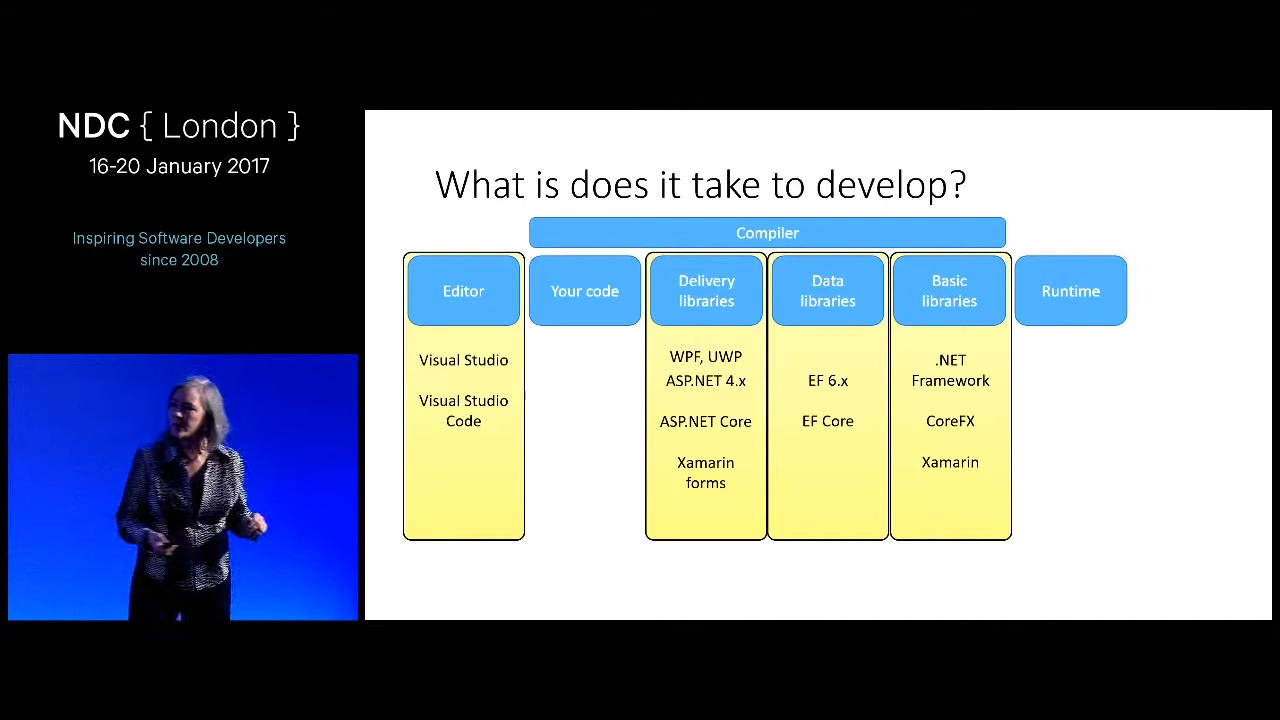 NDC { London }
16-20 January 2017
Inspiring Software Developers
since 2008
What is does it take to develop?
Compiler
Editor
Your code
Delivery
libraries
Data
libraries
Basic
libraries
Runtime
Visual Studio
Visual Studio
Code
WPF, UWP
ASP.NET 4.x
ASP.NET Core
Xamarin
forms
EF 6.x
EF Core
.NET
Framework
CoreFX
Xamarin